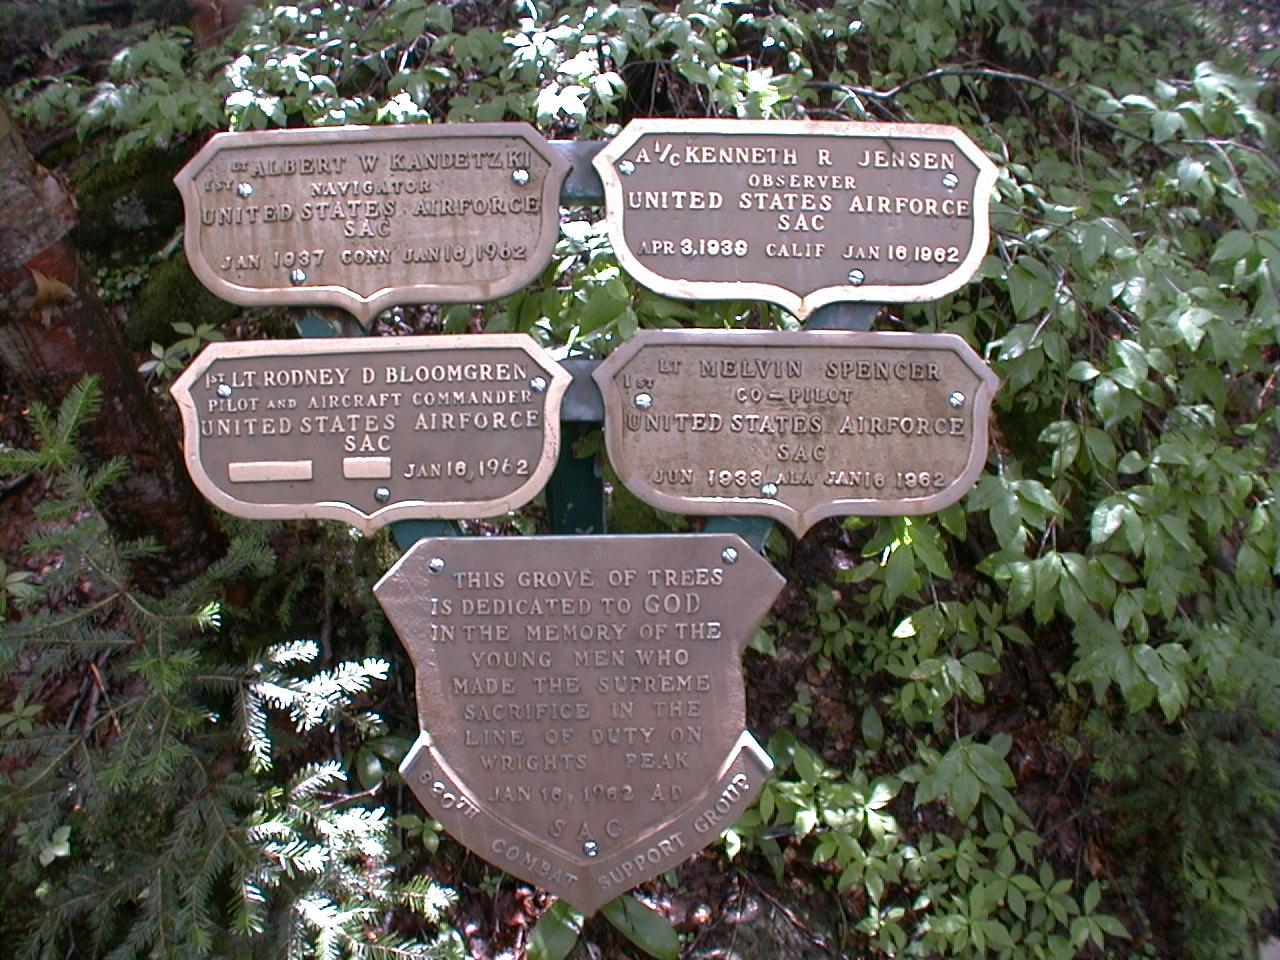 1ST LT ALBERT W KANDETZKI
NAVIGATOR
UNITED STATES AIRFORCE
SAC
JAN 1937 CONN JAN 16, 1962
A 1/C KENNETH R JENSEN
OBSERVER
UNITED STATES AIRFORCE
SAC
APR 3, 1939 CALIF JAN 16 1962
1ST LT. RODNEY D BLOOMGREN
PILOT AND AIRCRAFT COMMANDER
UNITED STATES AIRFORCE
SAC
JAN 16, 1962
1ST LT MELVIN SPENCER
CO-PILOT
UNITED STATES AIRFORCE
SAC
JUN 1933 ALA JAN 16 1962
THIS GROVE OF TREES
IS DEDICATED TO GOD
IN THE MEMORY OF THE
YOUNG MEN WHO
MADE THE SUPREME
SACRIFICE IN THE
LINE OF DUTY ON
WRIGHTS PEAK
JAN 16, 1962 AD
SAC
COMBAT SUPPORT GROUP